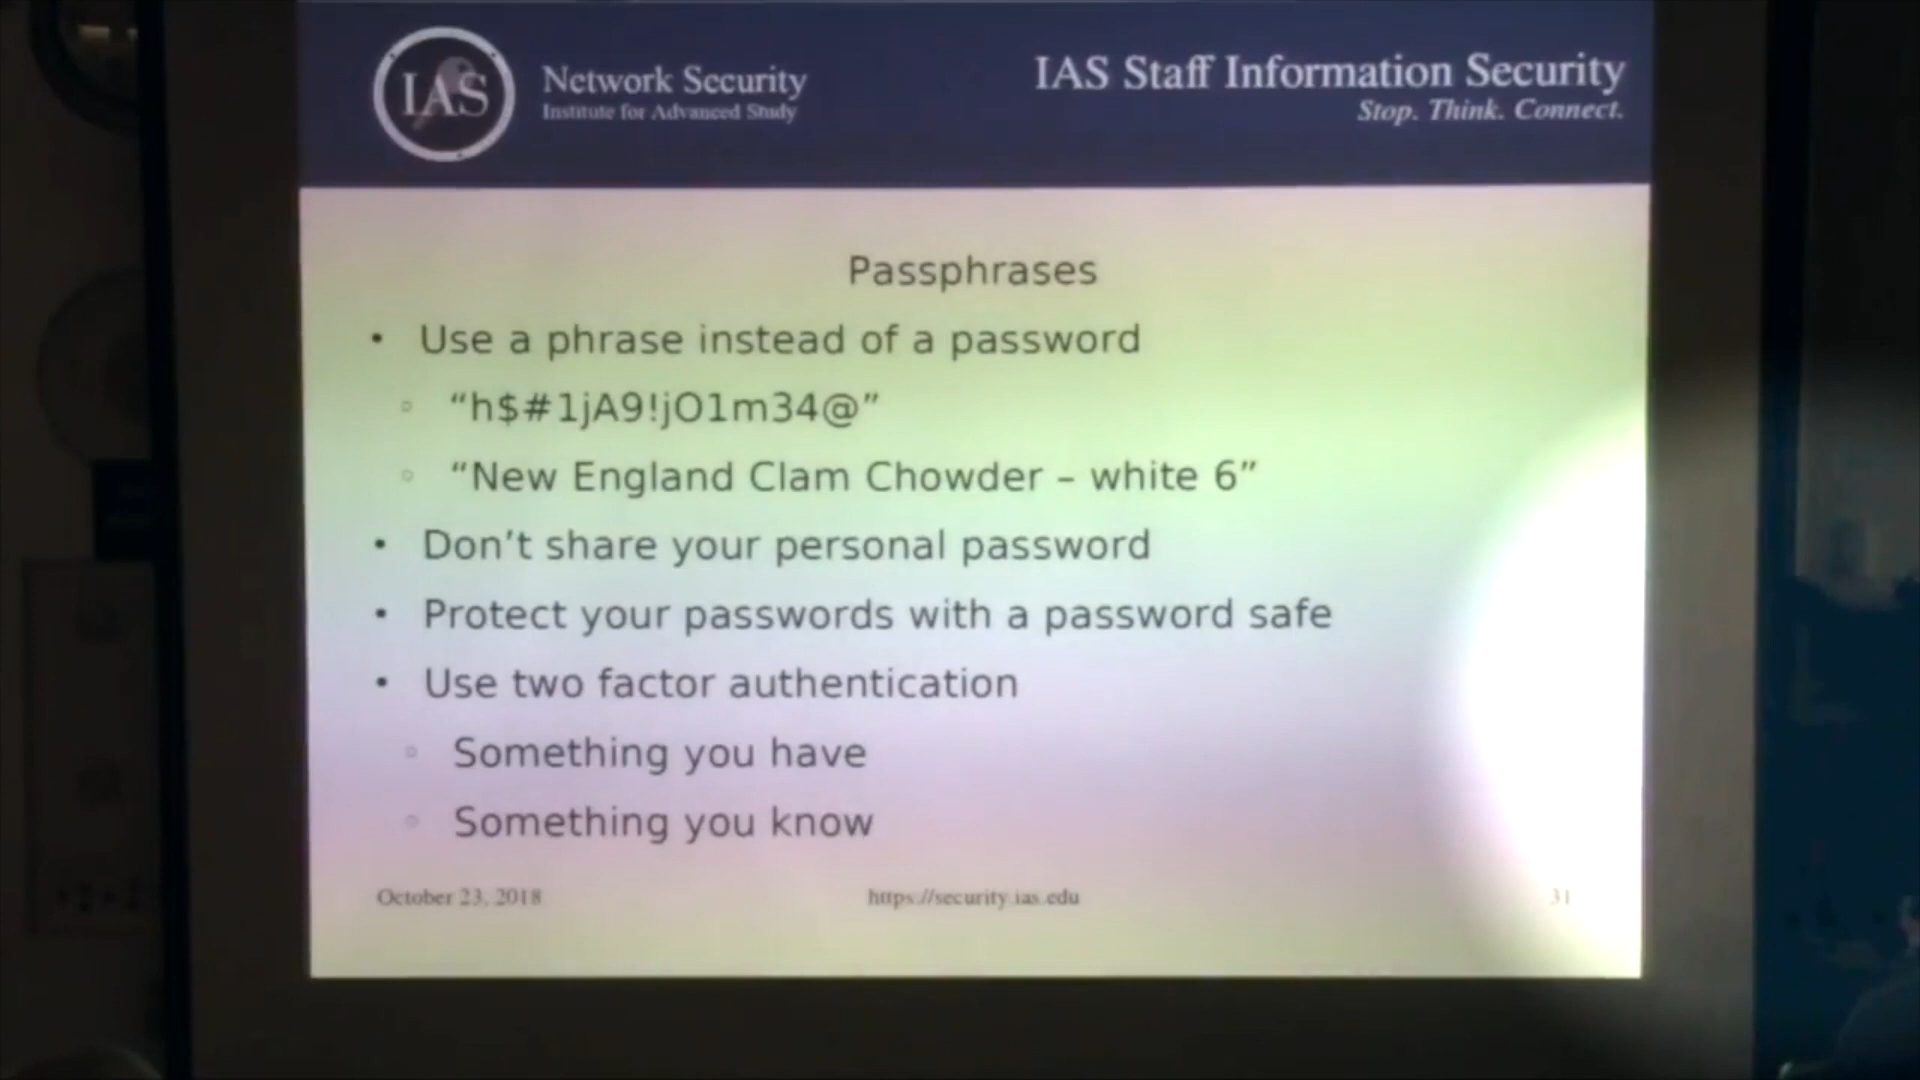 IAS
Network Security
Institute for Advanced Study
IAS Staff Information Security
Stop. Think. Connect.
Passphrases
• Use a phrase instead of a password
◦ “h$#1jA9!jO1m34@”
◦ “New England Clam Chowder – white 6”
• Don’t share your personal password
• Protect your passwords with a password safe
• Use two factor authentication
◦ Something you have
◦ Something you know
October 23, 2018
https://security.ias.edu
31